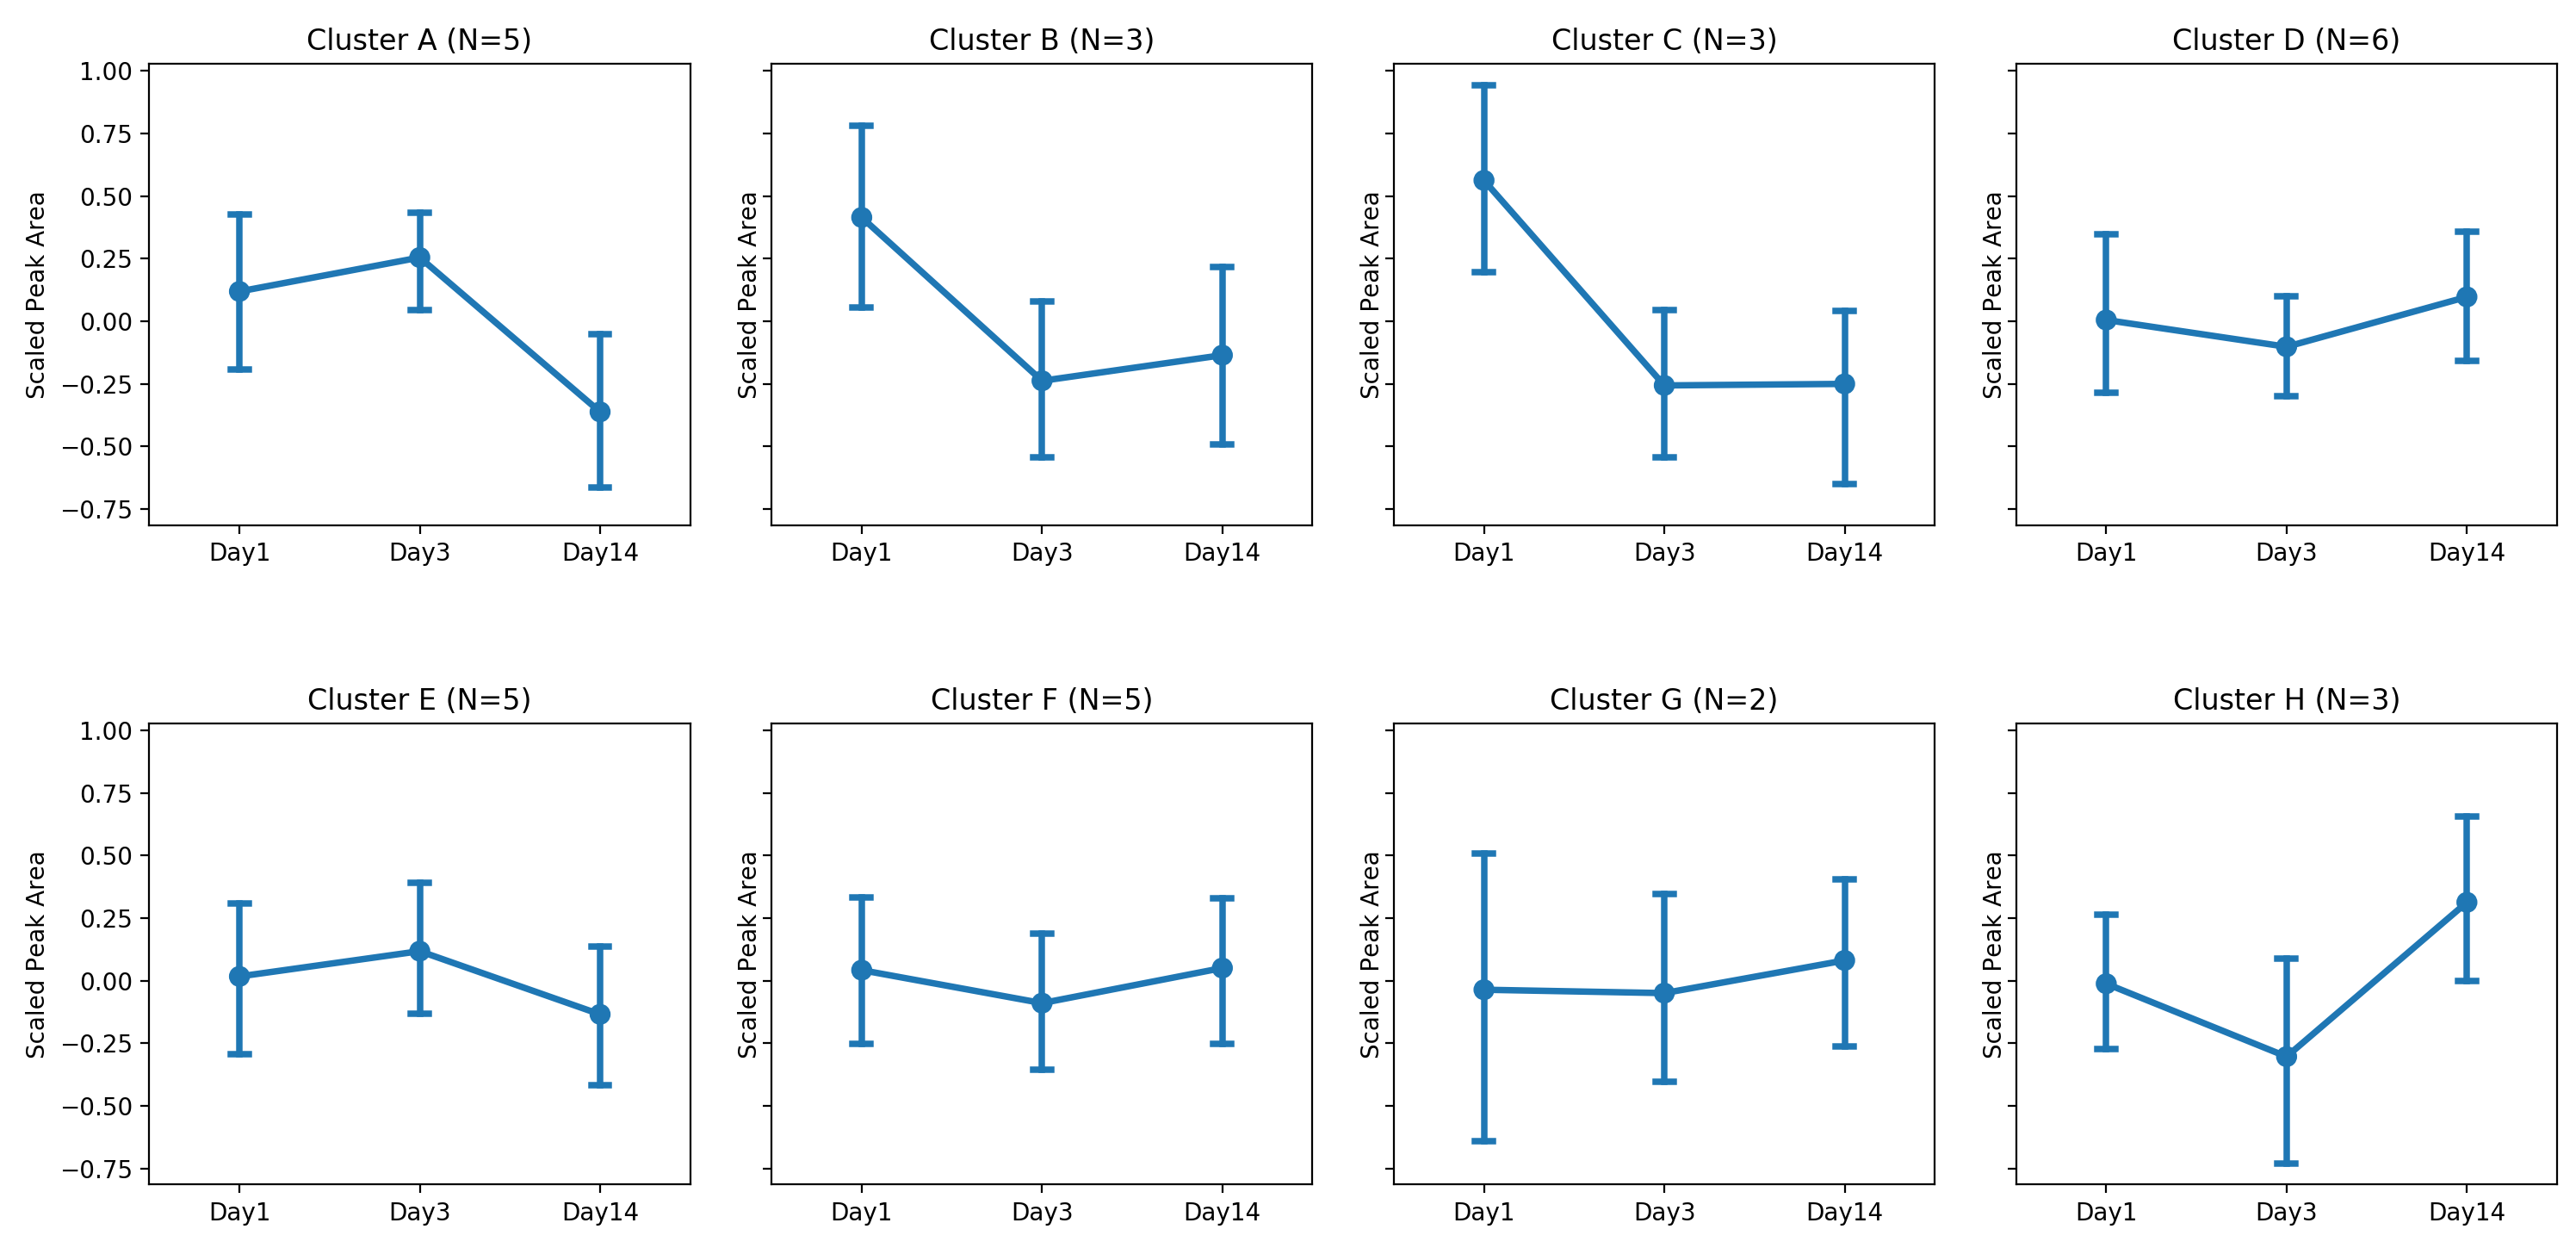 Cluster A (N=5)
Cluster B (N=3)
Cluster C (N=3)
Cluster D (N=6)
Scaled Peak Area
1.00
0.75
0.50
0.25
0.00
−0.25
−0.50
−0.75
Day1 Day3 Day14
Scaled Peak Area
Day1 Day3 Day14
Scaled Peak Area
Day1 Day3 Day14
Scaled Peak Area
Day1 Day3 Day14
Cluster E (N=5)
Cluster F (N=5)
Cluster G (N=2)
Cluster H (N=3)
Scaled Peak Area
1.00
0.75
0.50
0.25
0.00
−0.25
−0.50
−0.75
Day1 Day3 Day14
Scaled Peak Area
Day1 Day3 Day14
Scaled Peak Area
Day1 Day3 Day14
Scaled Peak Area
Day1 Day3 Day14